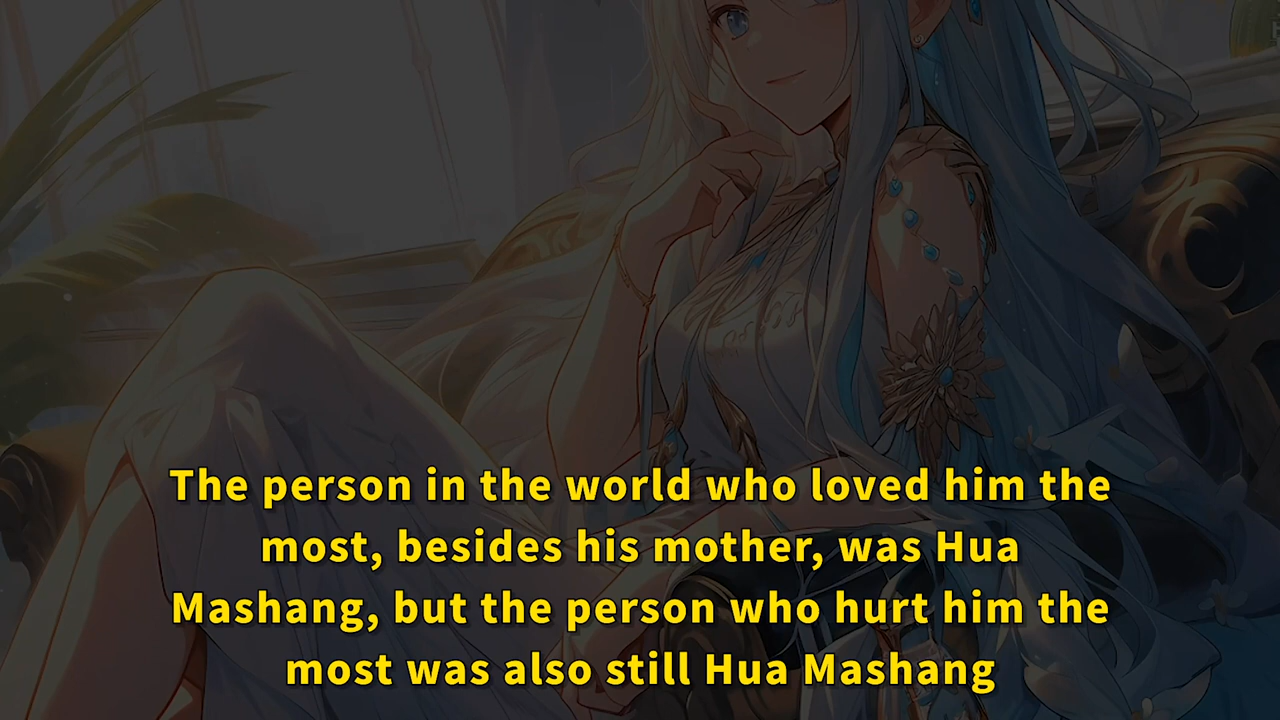 The person in the world who loved him the
most, besides his mother, was Hua
Mashang, but the person who hurt him the
most was also still Hua Mashang